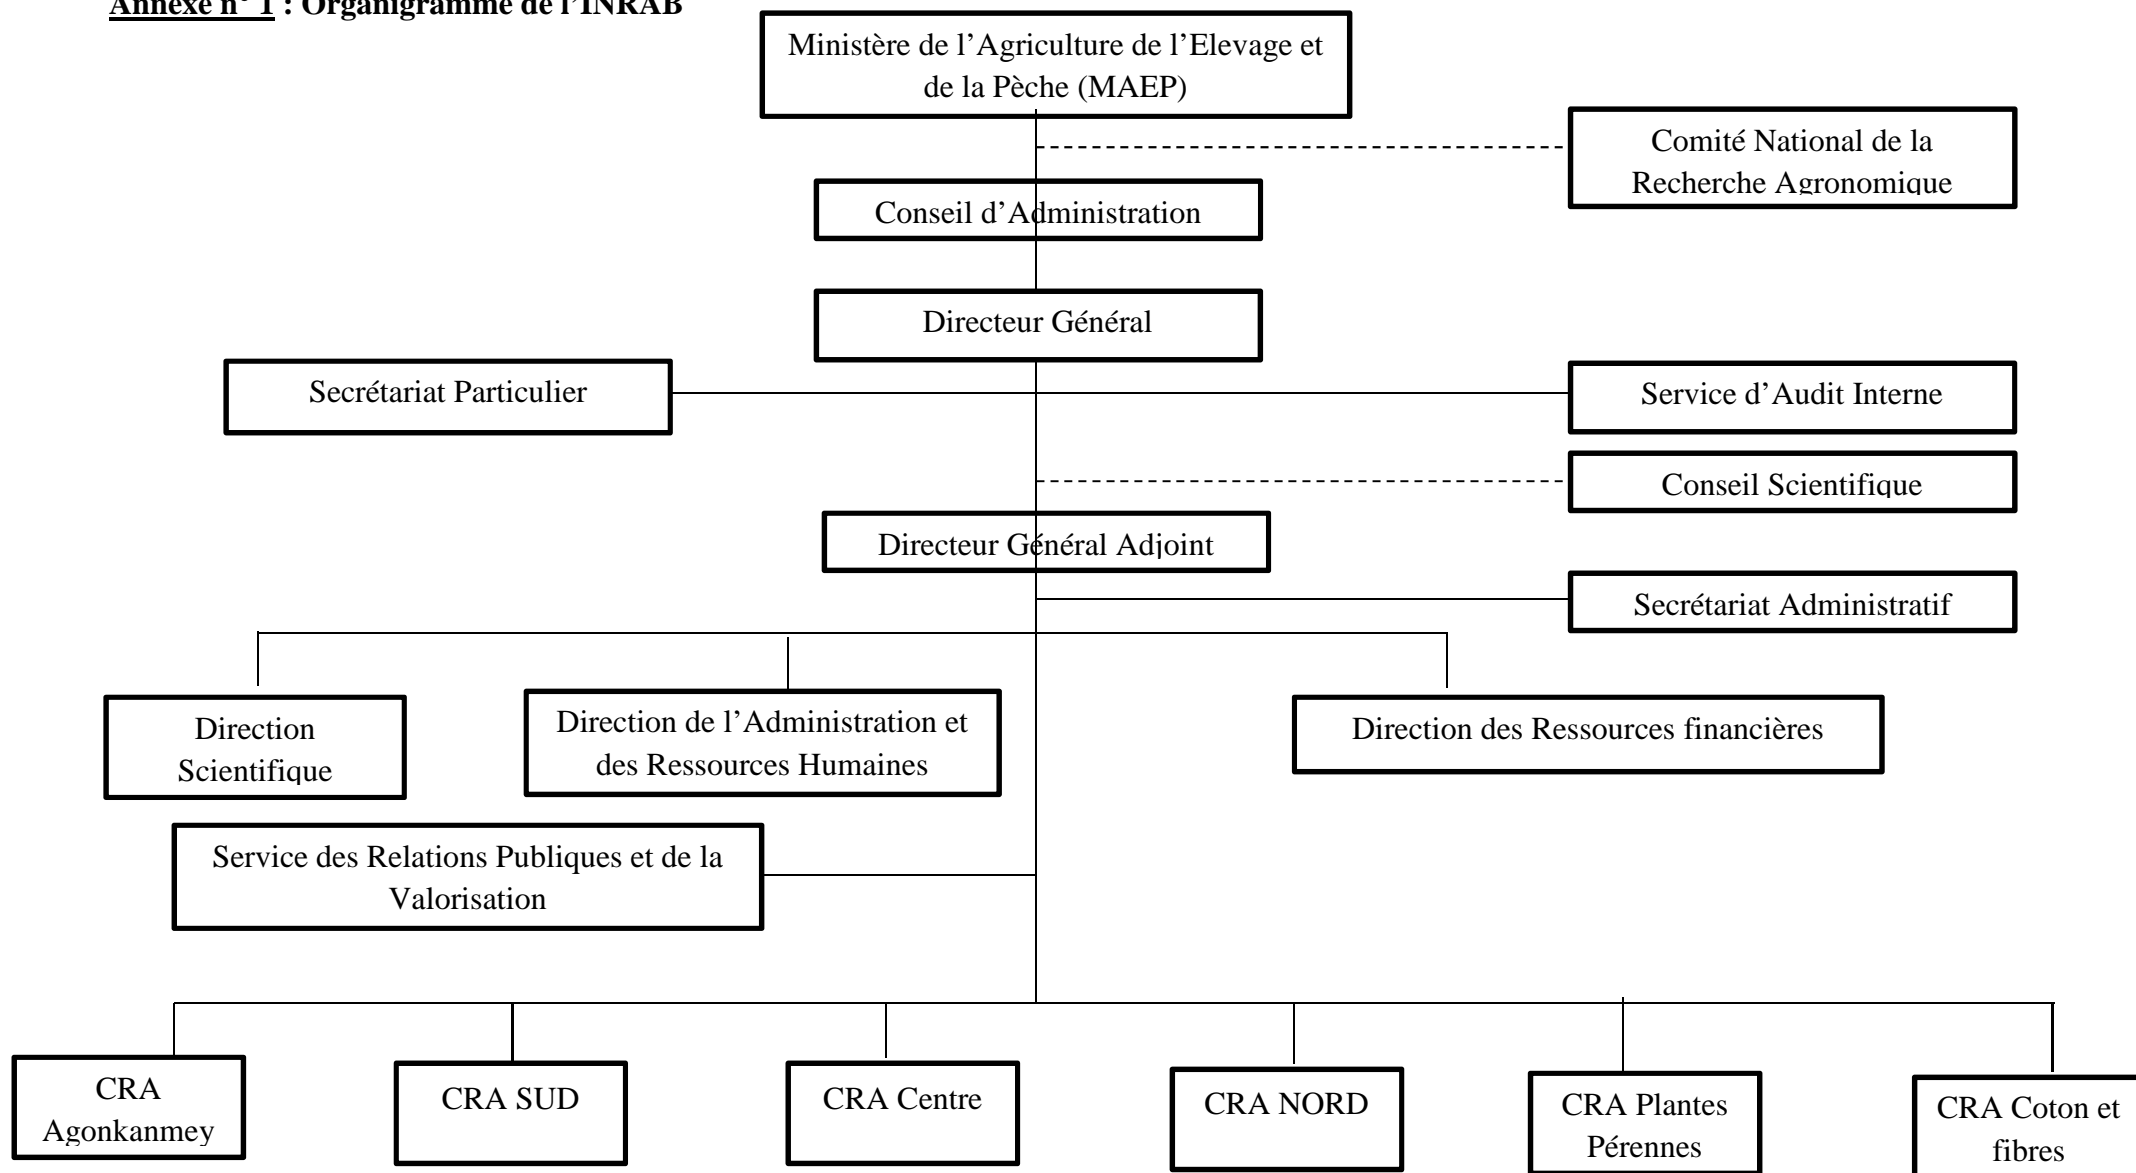 Annexe n° 1 : Organigramme de l’INRAB
Ministère de l’Agriculture de l’Elevage et
de la Pèche (MAEP)
Comité National de la
Recherche Agronomique
Conseil d’Administration
Directeur Général
Secrétariat Particulier
Service d’Audit Interne
Conseil Scientifique
Directeur Général Adjoint
Secrétariat Administratif
Direction
Scientifique
Direction de l’Administration et
des Ressources Humaines
Direction des Ressources financières
Service des Relations Publiques et de la
Valorisation
CRA
Agonkanmey
CRA SUD
CRA Centre
CRA NORD
CRA Plantes
Pérennes
CRA Coton et
fibres